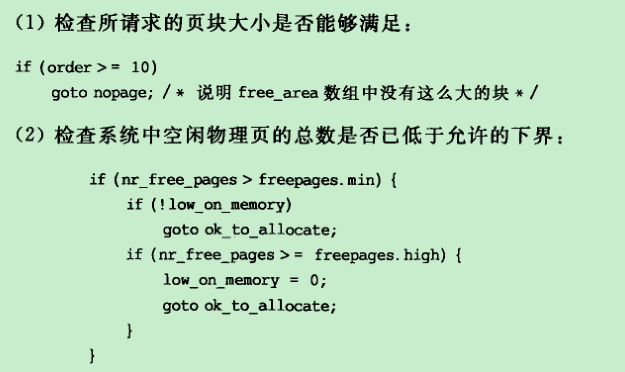 (1) 检查所请求的页块大小是否能够满足：
if (order >= 10)
goto nopage; /* 说明 free_area 数组中没有这么大的块 */
(2) 检查系统中空闲物理页的总数是否已低于允许的下界：
if (nr_free_pages > freepages.min) {
if (!low_on_memory)
goto ok_to_allocate;
if (nr_free_pages >= freepages.high) {
low_on_memory = 0;
goto ok_to_allocate;
}
}